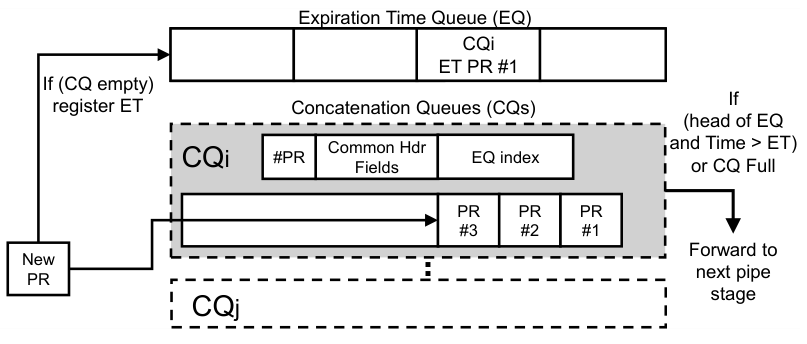 Expiration Time Queue (EQ)
CQi
ET PR #1
If (CQ empty)
register ET
Concatenation Queues (CQs)
If
(head of EQ
and Time > ET)
or CQ Full
CQi
#PR
Common Hdr
Fields
EQ index
PR
#3
PR
#2
PR
#1
New
PR
Forward to
next pipe
stage
CQj